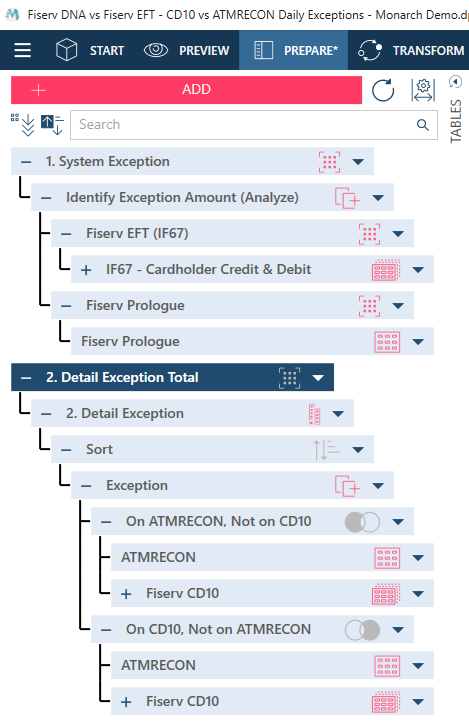 Fiserv DNA vs Fiserv EFT - CD10 vs ATMRECON Daily Exceptions - Monarch Demo.dp
START PREVIEW PREPARE* TRANSFORM
ADD
TABLES
Search
1. System Exception
Identify Exception Amount (Analyze)
Fiserv EFT (IF67)
IF67 - Cardholder Credit & Debit
Fiserv Prologue
Fiserv Prologue
2. Detail Exception Total
2. Detail Exception
Sort
Exception
On ATMRECON, Not on CD10
ATMRECON
Fiserv CD10
On CD10, Not on ATMRECON
ATMRECON
Fiserv CD10